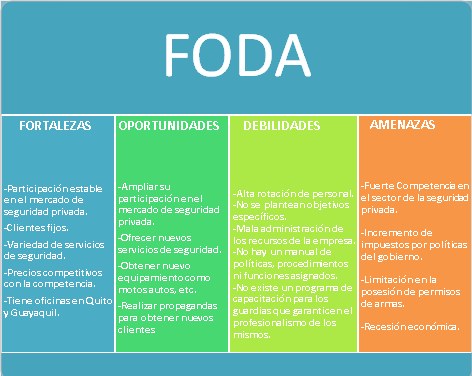 FODA
FORTALEZAS
-Participación estable
en el mercado de
seguridad privada.
-Clientes fijos.
-Variedad de servicios
de seguridad.
-Precios competitivos
con la competencia.
-Tiene oficinas en Quito
y Guayaquil.
OPORTUNIDADES
-Ampliar su
participación en el
mercado de seguridad
privada.
-Ofrecer nuevos
servicios de seguridad.
-Obtener nuevo
equipamiento como
motos autos, etc.
-Realizar propagandas
para obtener nuevos
clientes
DEBILIDADES
-Alta rotación de personal.
-No se plantean objetivos
específicos.
-Mala administración de
los recursos de la empresa.
-No hay un manual de
políticas, procedimientos
ni funciones asignados.
-No existe un programa de
capacitación para los
guardias que garanticen el
profesionalismo de los
mismos.
AMENAZAS
-Fuerte Competencia en
el sector de la seguridad
privada.
-Incremento de
impuestos por políticas
del gobierno.
-Limitación en la
posesión de permisos
de armas.
-Recesión económica.